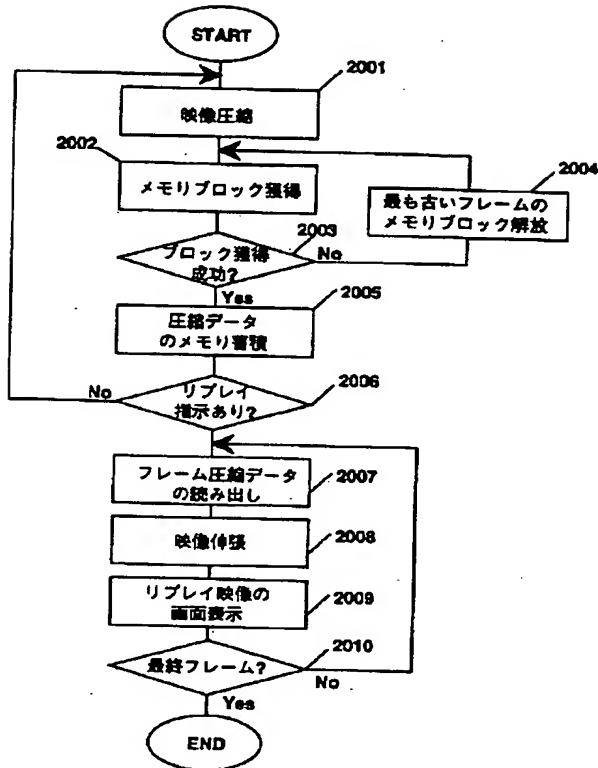 START
2001
映像圧縮
2002
メモリブロック獲得
2004
最も古いフレームの
メモリブロック解放
2003
ブロック獲得
成功?
No
Yes
2005
圧縮データ
のメモリ蓄積
No
2006
リプレイ
指示あり?
フレーム圧縮データ
の読み出し
2007
映像伸張
2008
リプレイ映像の
画面表示
2009
2010
最終フレーム?
No
Yes
END